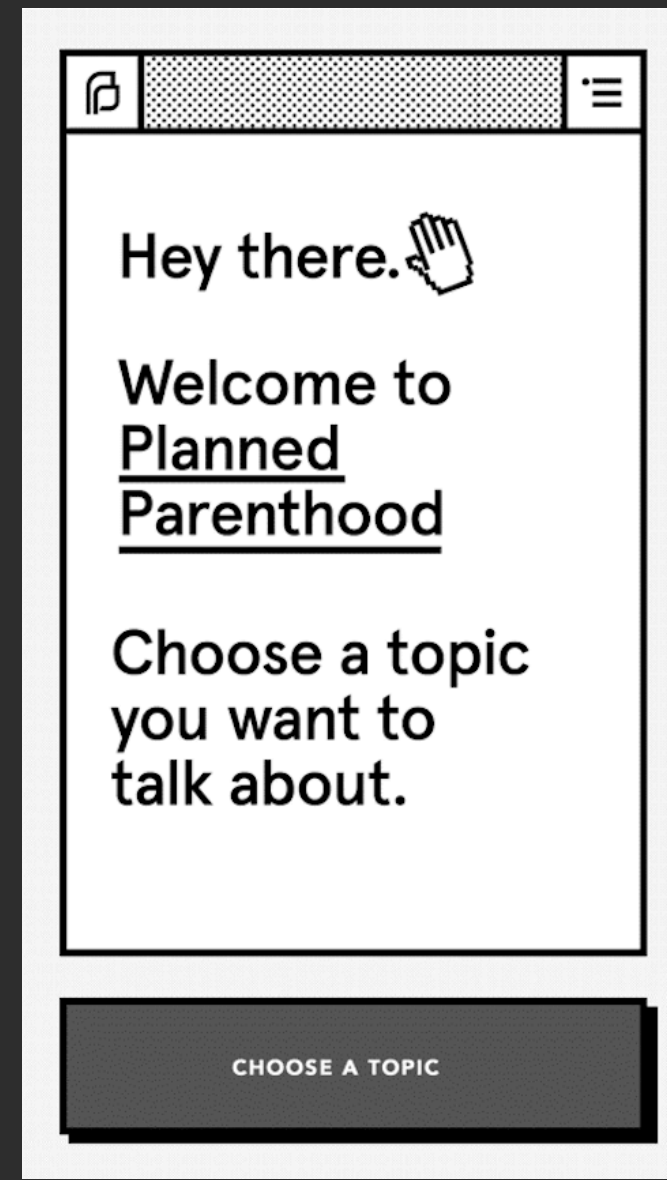 Hey there.
Welcome to
Planned
Parenthood
Choose a topic
you want to
talk about.
CHOOSE A TOPIC